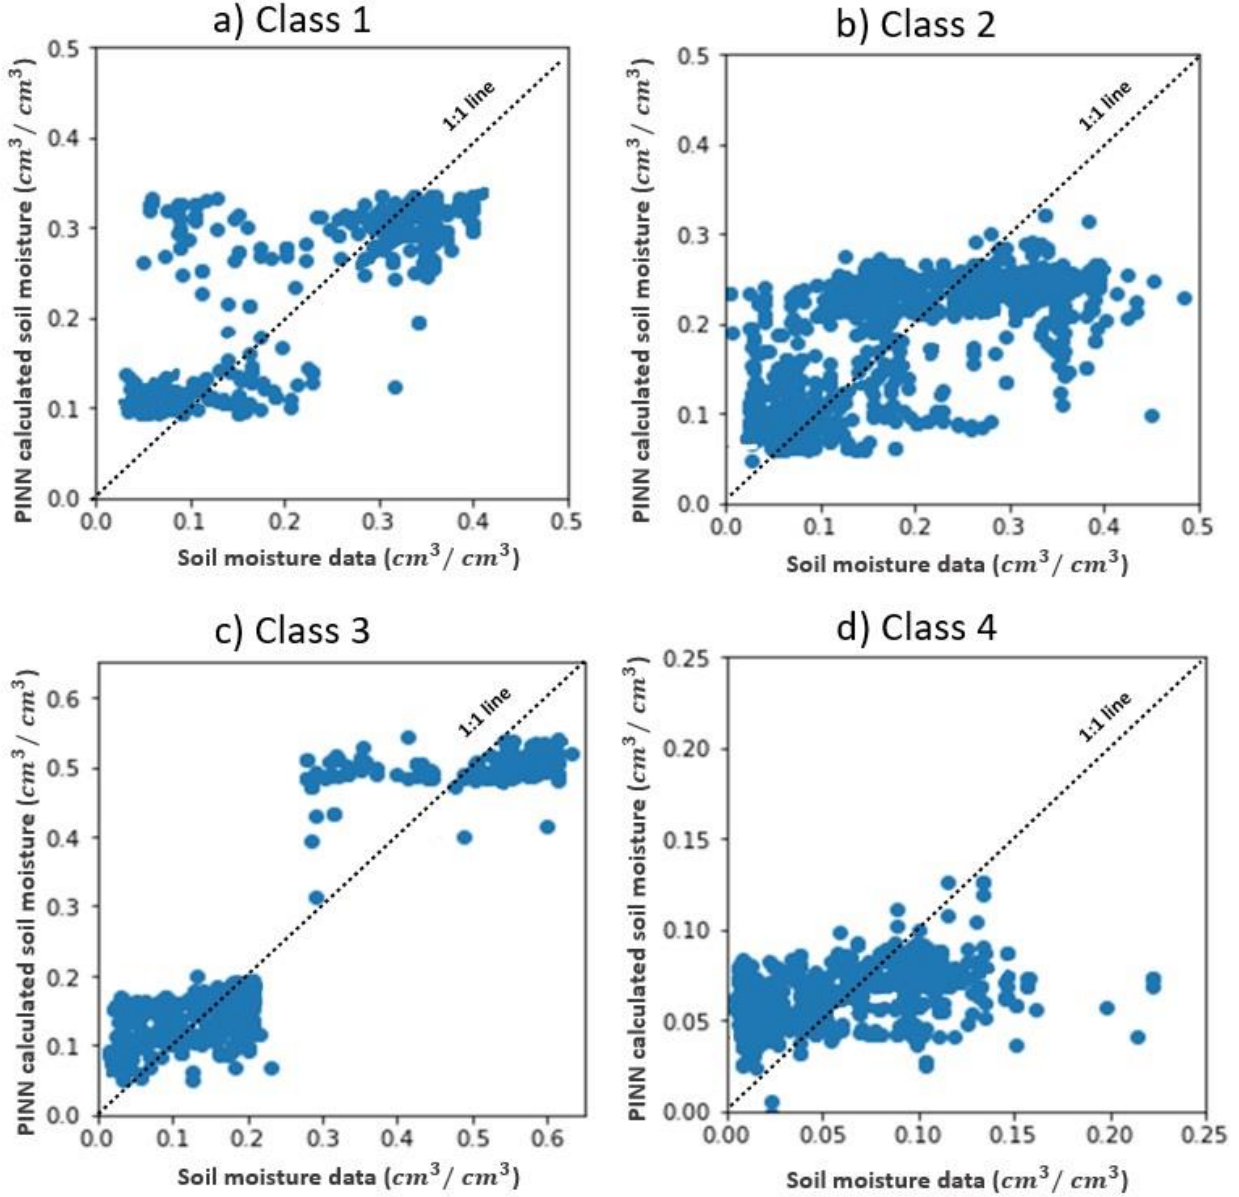 a) Class 1
PINN calculated soil moisture (cm³/ cm³)
0.5
0.4
0.3
0.2
0.1
0.0
1:1 line
0.0 0.1 0.2 0.3 0.4 0.5
Soil moisture data (cm³/ cm³)
b) Class 2
PINN calculated soil moisture (cm³/ cm³)
0.5
0.4
0.3
0.2
0.1
0.0
1:1 line
0.0 0.1 0.2 0.3 0.4 0.5
Soil moisture data (cm³/ cm³)
c) Class 3
PINN calculated soil moisture (cm³/ cm³)
0.6
0.5
0.4
0.3
0.2
0.1
0.0
1:1 line
0.0 0.1 0.2 0.3 0.4 0.5 0.6
Soil moisture data (cm³/ cm³)
d) Class 4
PINN calculated soil moisture (cm³/ cm³)
0.25
0.20
0.15
0.10
0.05
0.00
1:1 line
0.00 0.05 0.10 0.15 0.20 0.25
Soil moisture data (cm³/ cm³)